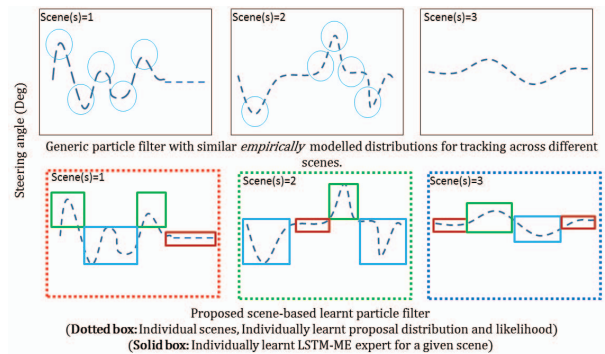 Scene(s)=1
Scene(s)=2
Scene(s)=3
Steering angle (Deg)
Generic particle filter with similar empirically modelled distributions for tracking across different
scenes.
Scene(s)=1
Scene(s)=2
Scene(s)=3
Proposed scene-based learnt particle filter
(Dotted box: Individual scenes, Individually learnt proposal distribution and likelihood)
(Solid box: Individually learnt LSTM-ME expert for a given scene)